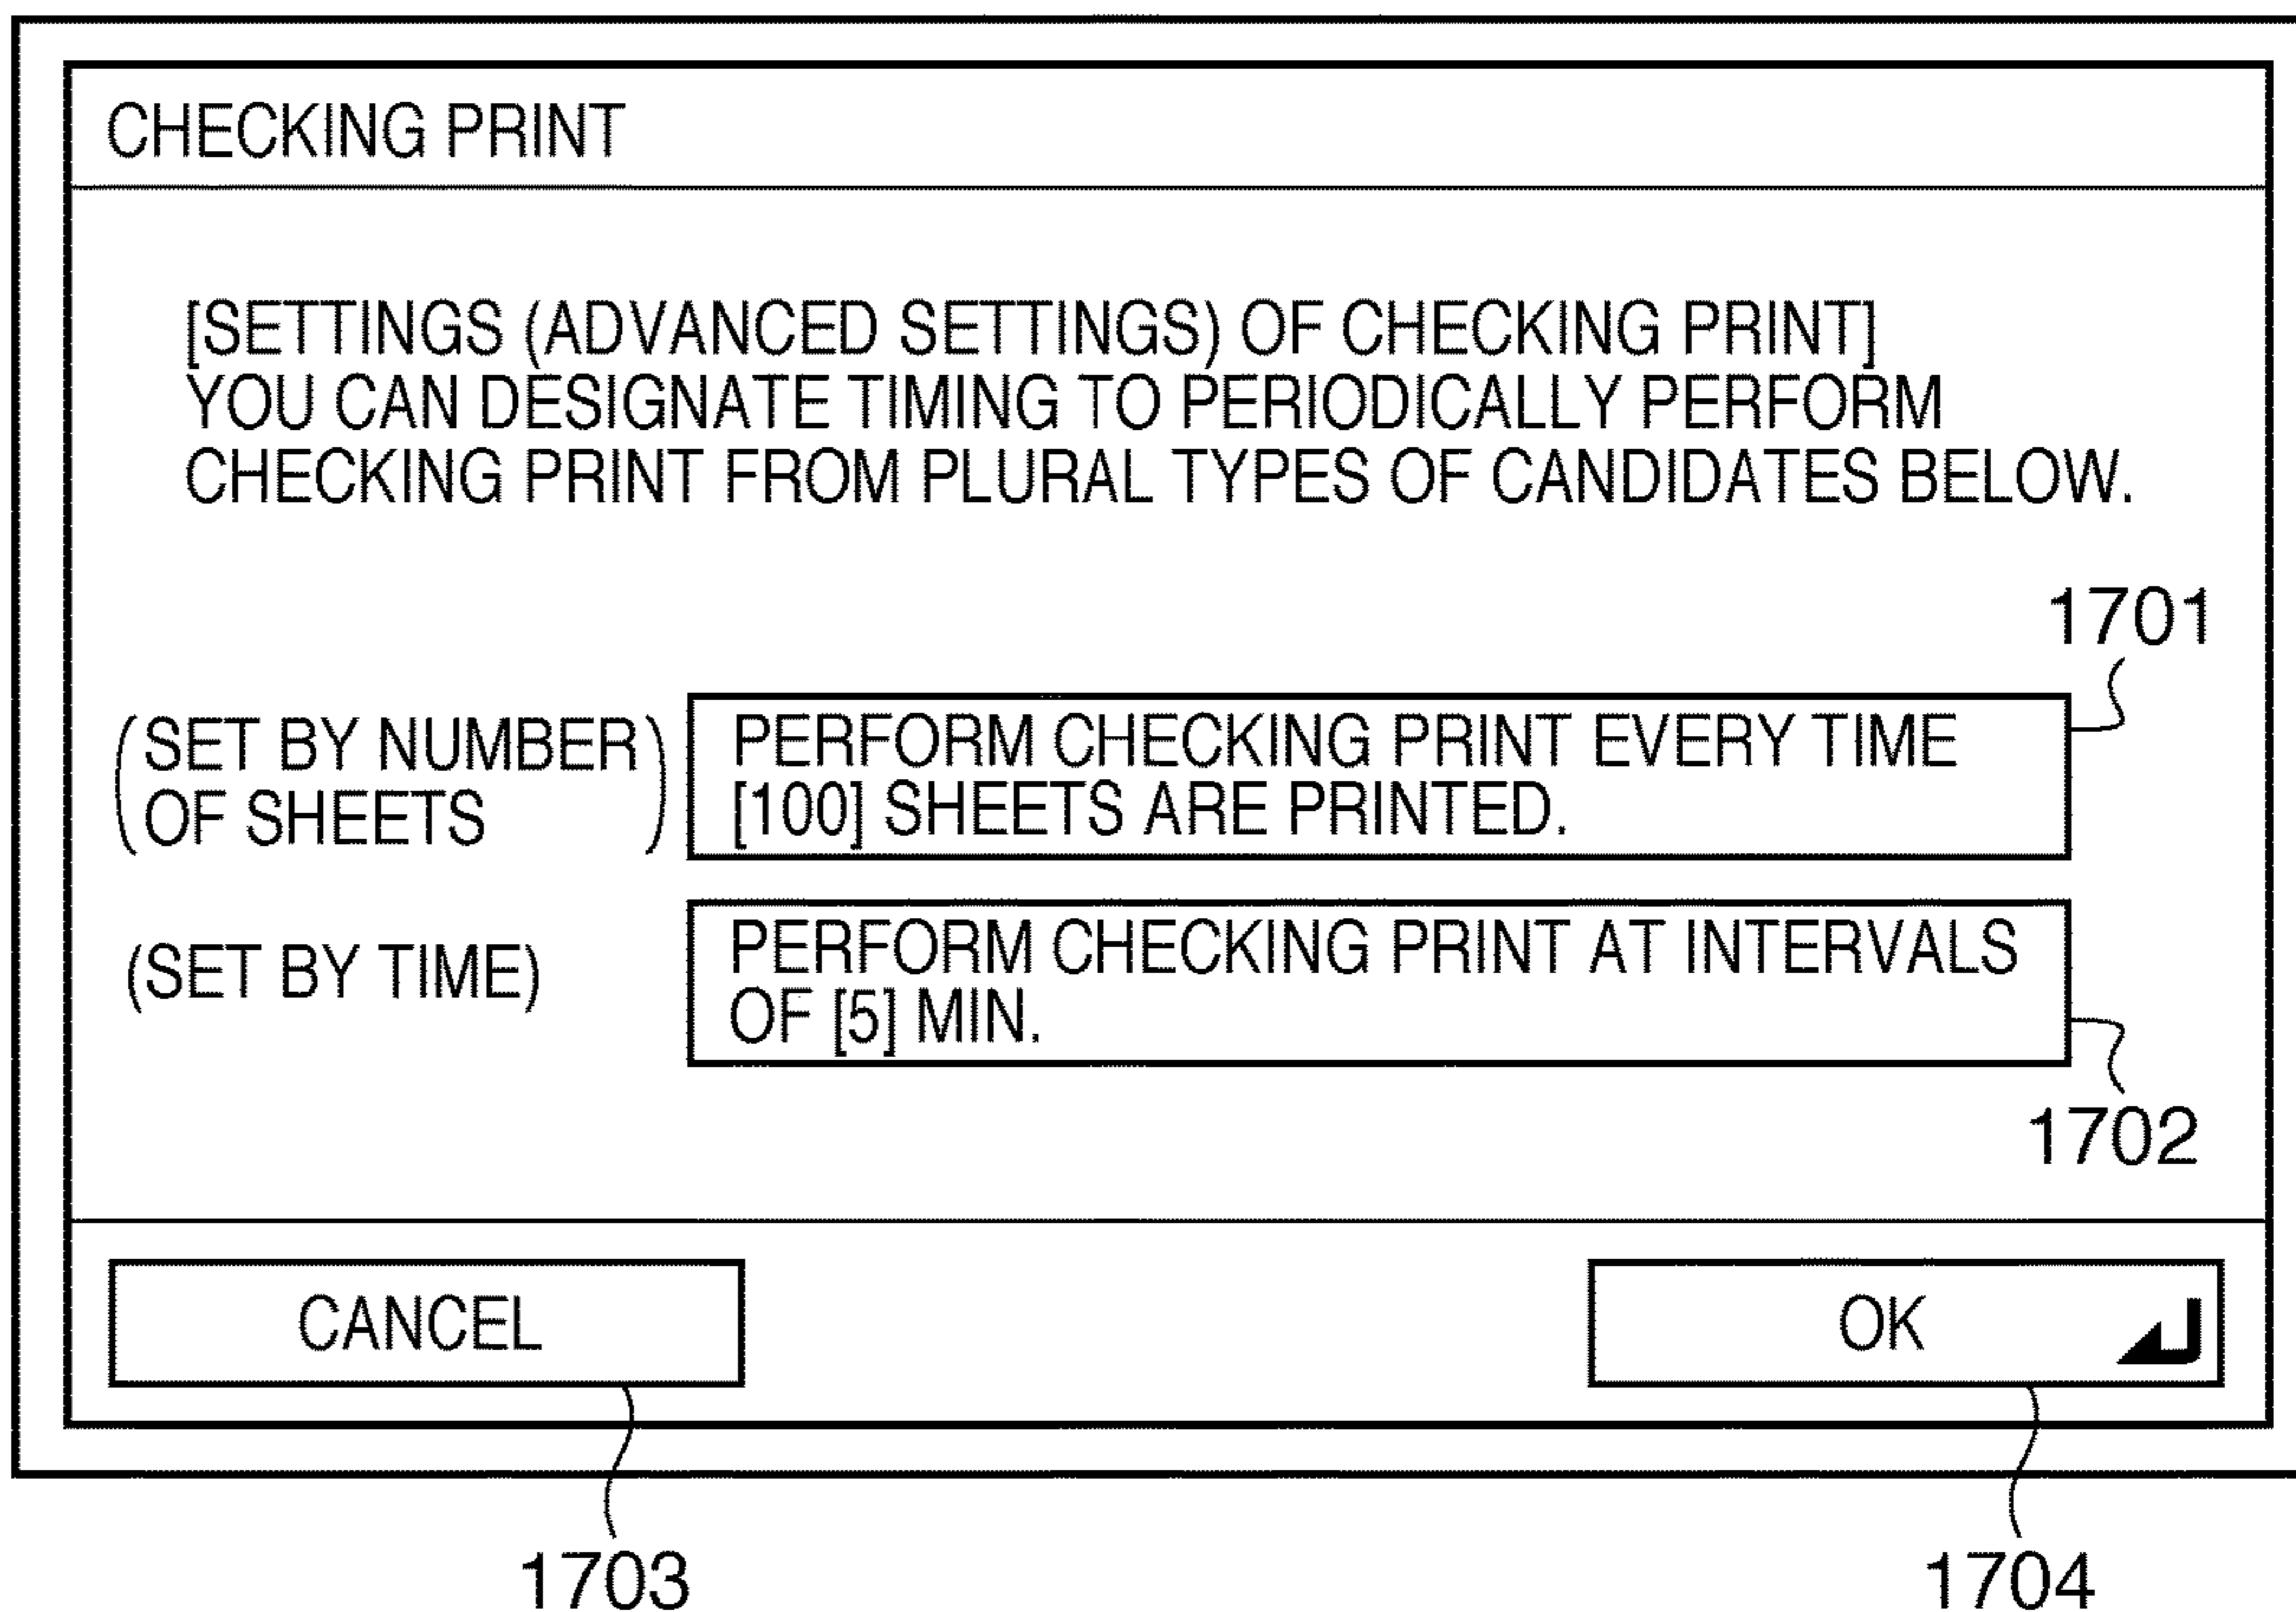 CHECKING PRINT
[SETTINGS (ADVANCED SETTINGS) OF CHECKING PRINT]
YOU CAN DESIGNATE TIMING TO PERIODICALLY PERFORM
CHECKING PRINT FROM PLURAL TYPES OF CANDIDATES BELOW.
1701
(SET BY NUMBER
OF SHEETS)
PERFORM CHECKING PRINT EVERY TIME
[100] SHEETS ARE PRINTED.
(SET BY TIME)
PERFORM CHECKING PRINT AT INTERVALS
OF [5] MIN.
1702
CANCEL
OK
1703
1704